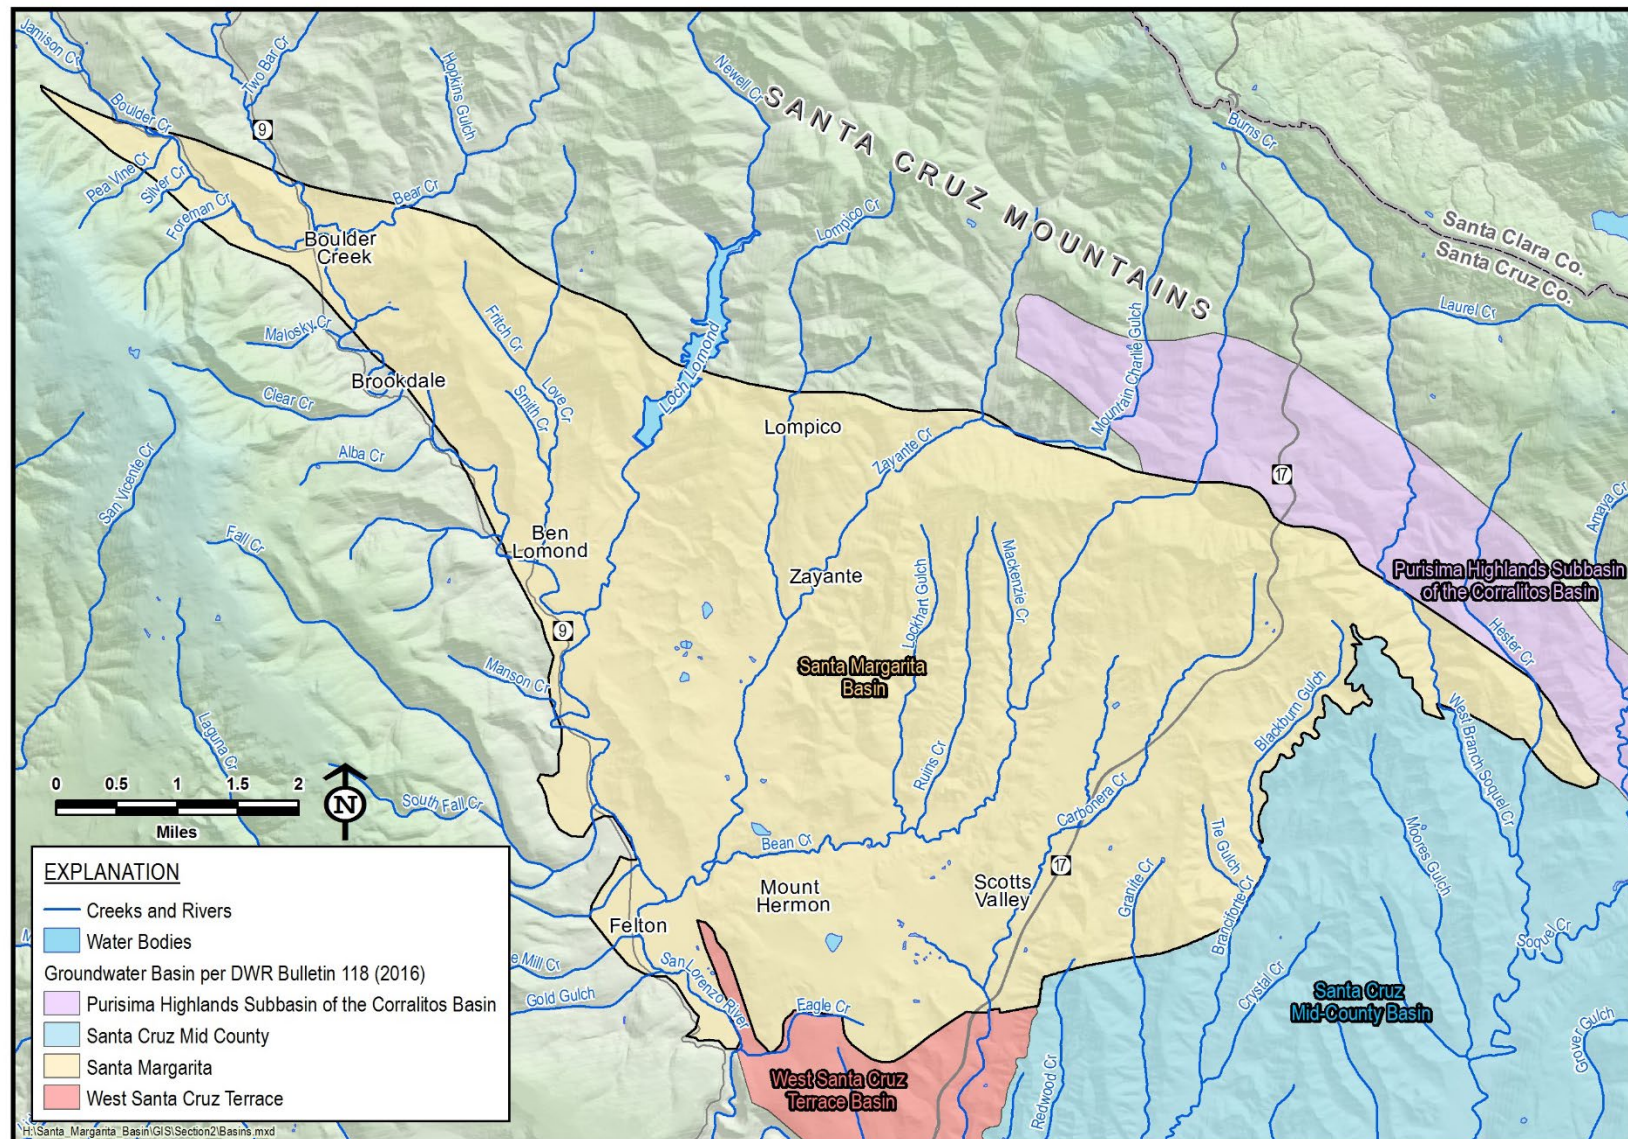 Jamison Cr
Two Bar Cr
Hopkins Gulch
Newell Cr
SANTA CRUZ MOUNTAINS
Burns Cr
Boulder Cr
9
Pea Vine Cr
Silver Cr
Foreman Cr
Bear Cr
Lompico Cr
Santa Clara Co.
Santa Cruz Co.
Boulder
Creek
Laurel Cr
Malosky Cr
Fritch Cr
Loch Lomond
Mountain Charlie Gulch
Brookdale
Clear Cr
Smith Cr
Love Cr
Lompico
Zayante Cr
San Vicente Cr
Alba Cr
17
Amaya Cr
Fall Cr
Ben
Lomond
Zayante
Lockhart Gulch
Mackenzie Cr
Purisima Highlands Subbasin
of the Corralitos Basin
9
Hester Cr
Manson Cr
Santa Margarita
Basin
Blackburn Gulch
West Branch Soquel Cr
Laguna Cr
Ruins Cr
0 0.5 1 1.5 2
Miles
N
South Fall Cr
Carbonera Cr
Bean Cr
Tie Gulch
Moores Gulch
17
Mount
Hermon
Scotts
Valley
Granite Cr
Branciforte Cr
Felton
Soquel Cr
e Mill Cr
San Lorenzo River
Gold Gulch
Eagle Cr
Crystal Cr
Santa Cruz
Mid-County Basin
Grover Gulch
West Santa Cruz
Terrace Basin
Redwood Cr
EXPLANATION
Creeks and Rivers
Water Bodies
Groundwater Basin per DWR Bulletin 118 (2016)
Purisima Highlands Subbasin of the Corralitos Basin
Santa Cruz Mid County
Santa Margarita
West Santa Cruz Terrace
H:\Santa_Margarita_Basin\GIS\Section2\Basins.mxd